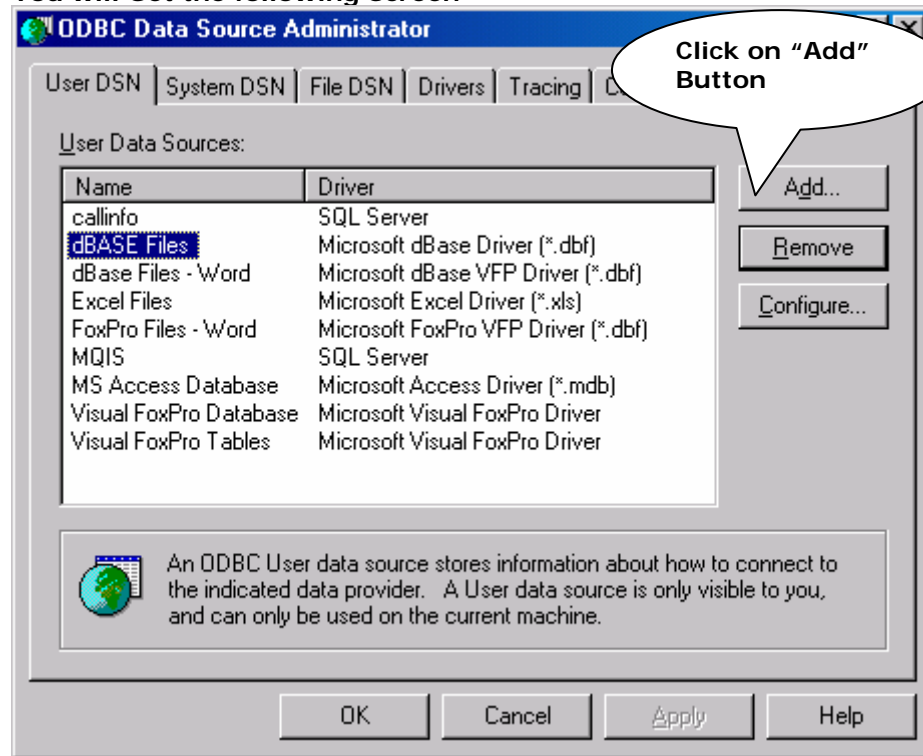 ODBC Data Source Administrator
Click on “Add”
Button
User DSN System DSN File DSN Drivers Tracing
User Data Sources:
Name Driver
callinfo SQL Server
dBASE Files Microsoft dBase Driver (*.dbf)
dBase Files - Word Microsoft dBase VFP Driver (*.dbf)
Excel Files Microsoft Excel Driver (*.xls)
FoxPro Files - Word Microsoft FoxPro VFP Driver (*.dbf)
MQIS SQL Server
MS Access Database Microsoft Access Driver (*.mdb)
Visual FoxPro Database Microsoft Visual FoxPro Driver
Visual FoxPro Tables Microsoft Visual FoxPro Driver
Add...
Remove
Configure...
An ODBC User data source stores information about how to connect to
the indicated data provider. A User data source is only visible to you,
and can only be used on the current machine.
OK Cancel Apply Help